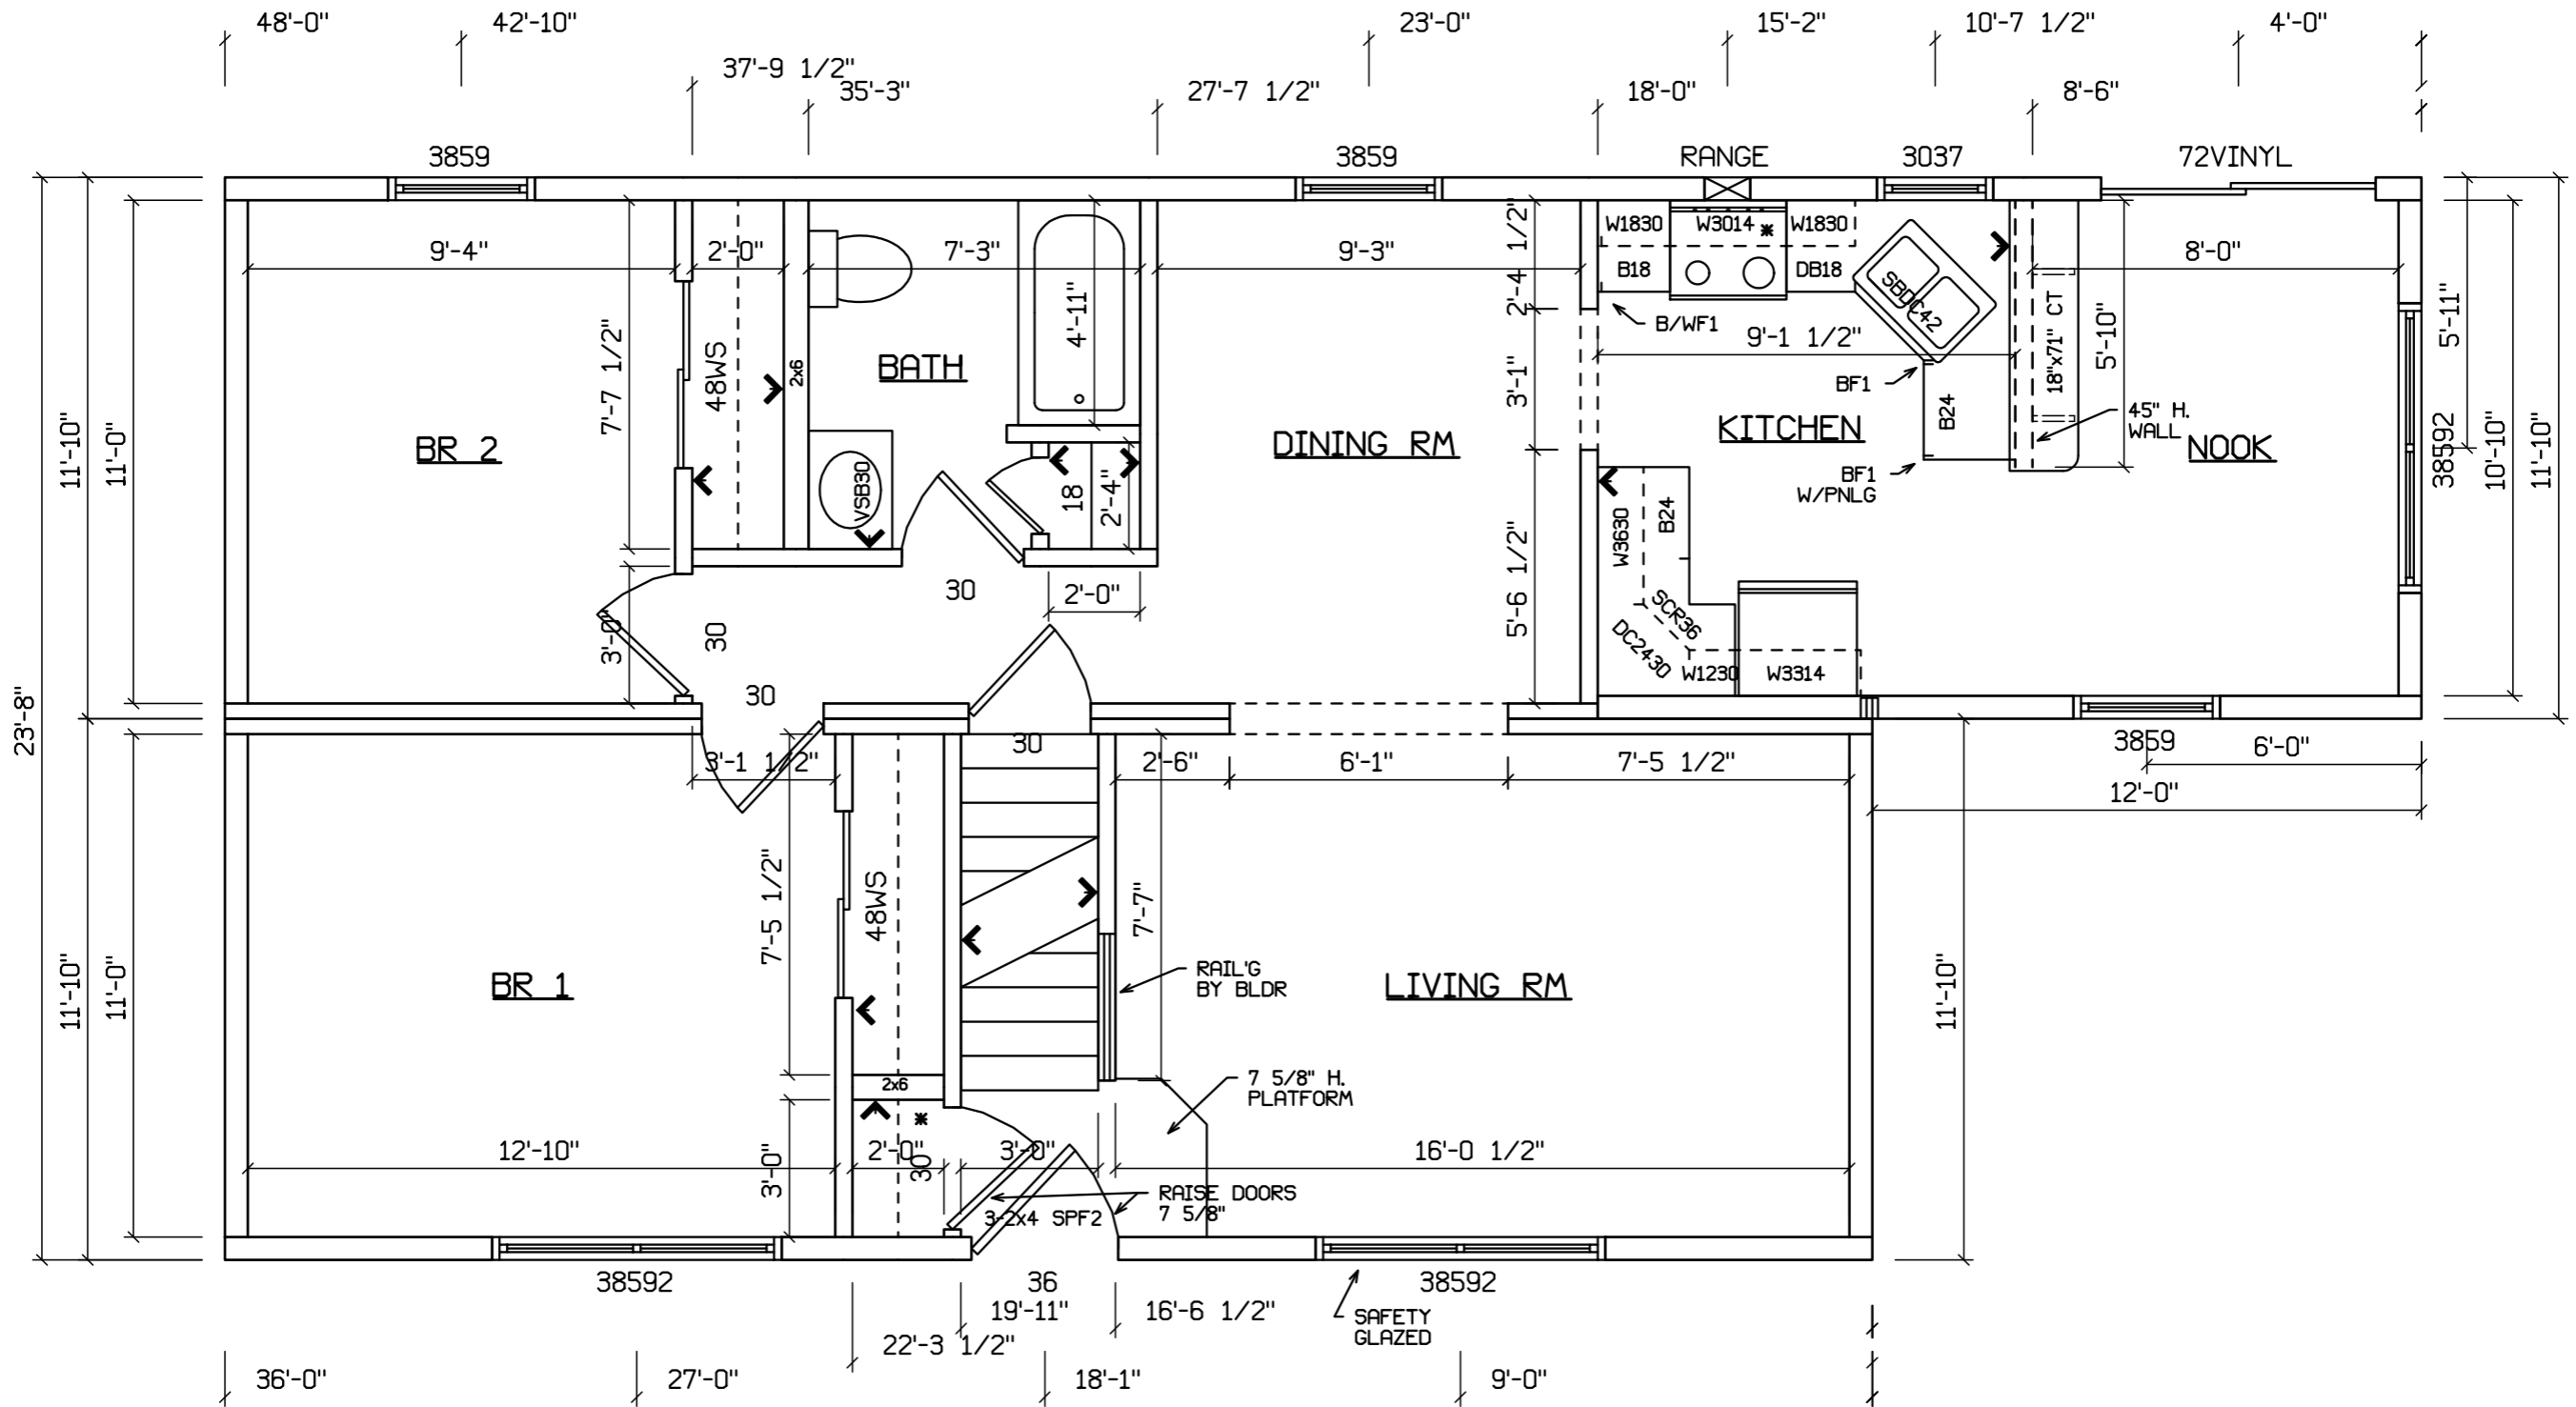 48'-0" 42'-10" 23'-0" 15'-2" 10'-7 1/2" 4'-0"
37'-9 1/2"
35'-3" 27'-7 1/2" 18'-0" 8'-6"
3859 3859 RANGE 3037 72VINYL
W1830 W3014 * W1830
9'-4" 2'-0" 7'-3" 9'-3" 8'-0"
B18 DB18
2'-4 1/2"
4'-11"
SBDC42
18"x71" CT
5'-10"
5'-11"
B/WF1
9'-1 1/2"
7'-7 1/2"
48WS
2x6
BATH
3'-1"
BF1
B24
45" H.
WALL
BR 2
DINING RM
KITCHEN
NOOK
38592
10'-10"
11'-10"
11'-10"
11'-0"
VSB30
18
2'-4"
BF1
W/PNLG
W3630
B24
5'-6 1/2"
30
2'-0"
3'-0"
30
SCR36
DC2430
W1230
W3314
30
23'-8"
30
3859
6'-0"
3'-1 1/2"
2'-6" 6'-1" 7'-5 1/2"
12'-0"
7'-5 1/2"
48WS
7'-7"
RAIL'G
BY BLDR
BR 1
LIVING RM
11'-10"
11'-0"
11'-10"
2x6
*
7 5/8" H.
PLATFORM
12'-10" 2'-0" 3'-0" 16'-0 1/2"
3'-0"
30
RAISE DOORS
7 5/8"
3-2x4 SPF2
38592 36 38592
19'-11" 16'-6 1/2"
SAFETY
GLAZED
22'-3 1/2"
36'-0" 27'-0" 18'-1" 9'-0"